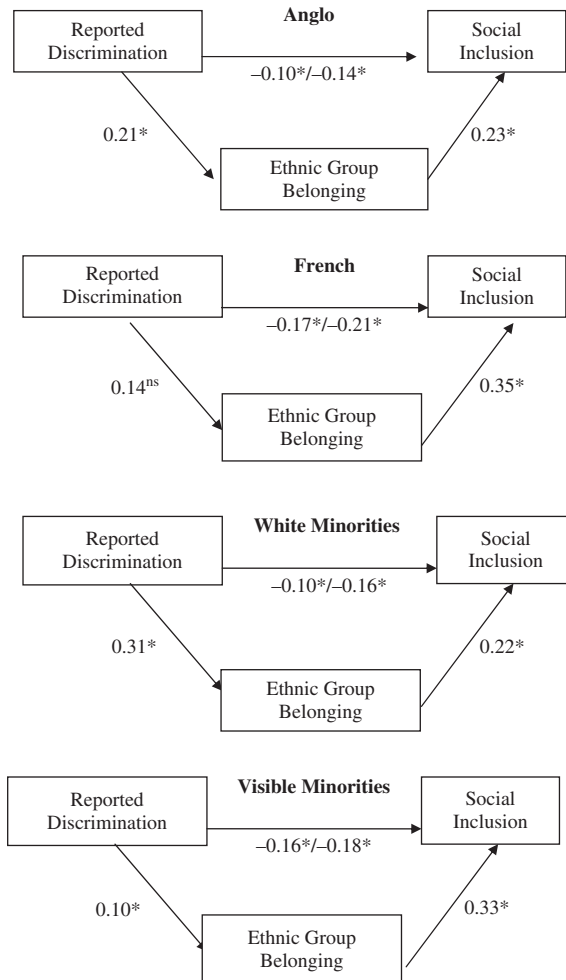 Anglo
Reported
Discrimination
Social
Inclusion
–0.10*/–0.14*
0.21*
0.23*
Ethnic Group
Belonging
French
Reported
Discrimination
Social
Inclusion
–0.17*/–0.21*
0.14ns
0.35*
Ethnic Group
Belonging
White Minorities
Reported
Discrimination
Social
Inclusion
–0.10*/–0.16*
0.31*
0.22*
Ethnic Group
Belonging
Visible Minorities
Reported
Discrimination
Social
Inclusion
–0.16*/–0.18*
0.10*
0.33*
Ethnic Group
Belonging